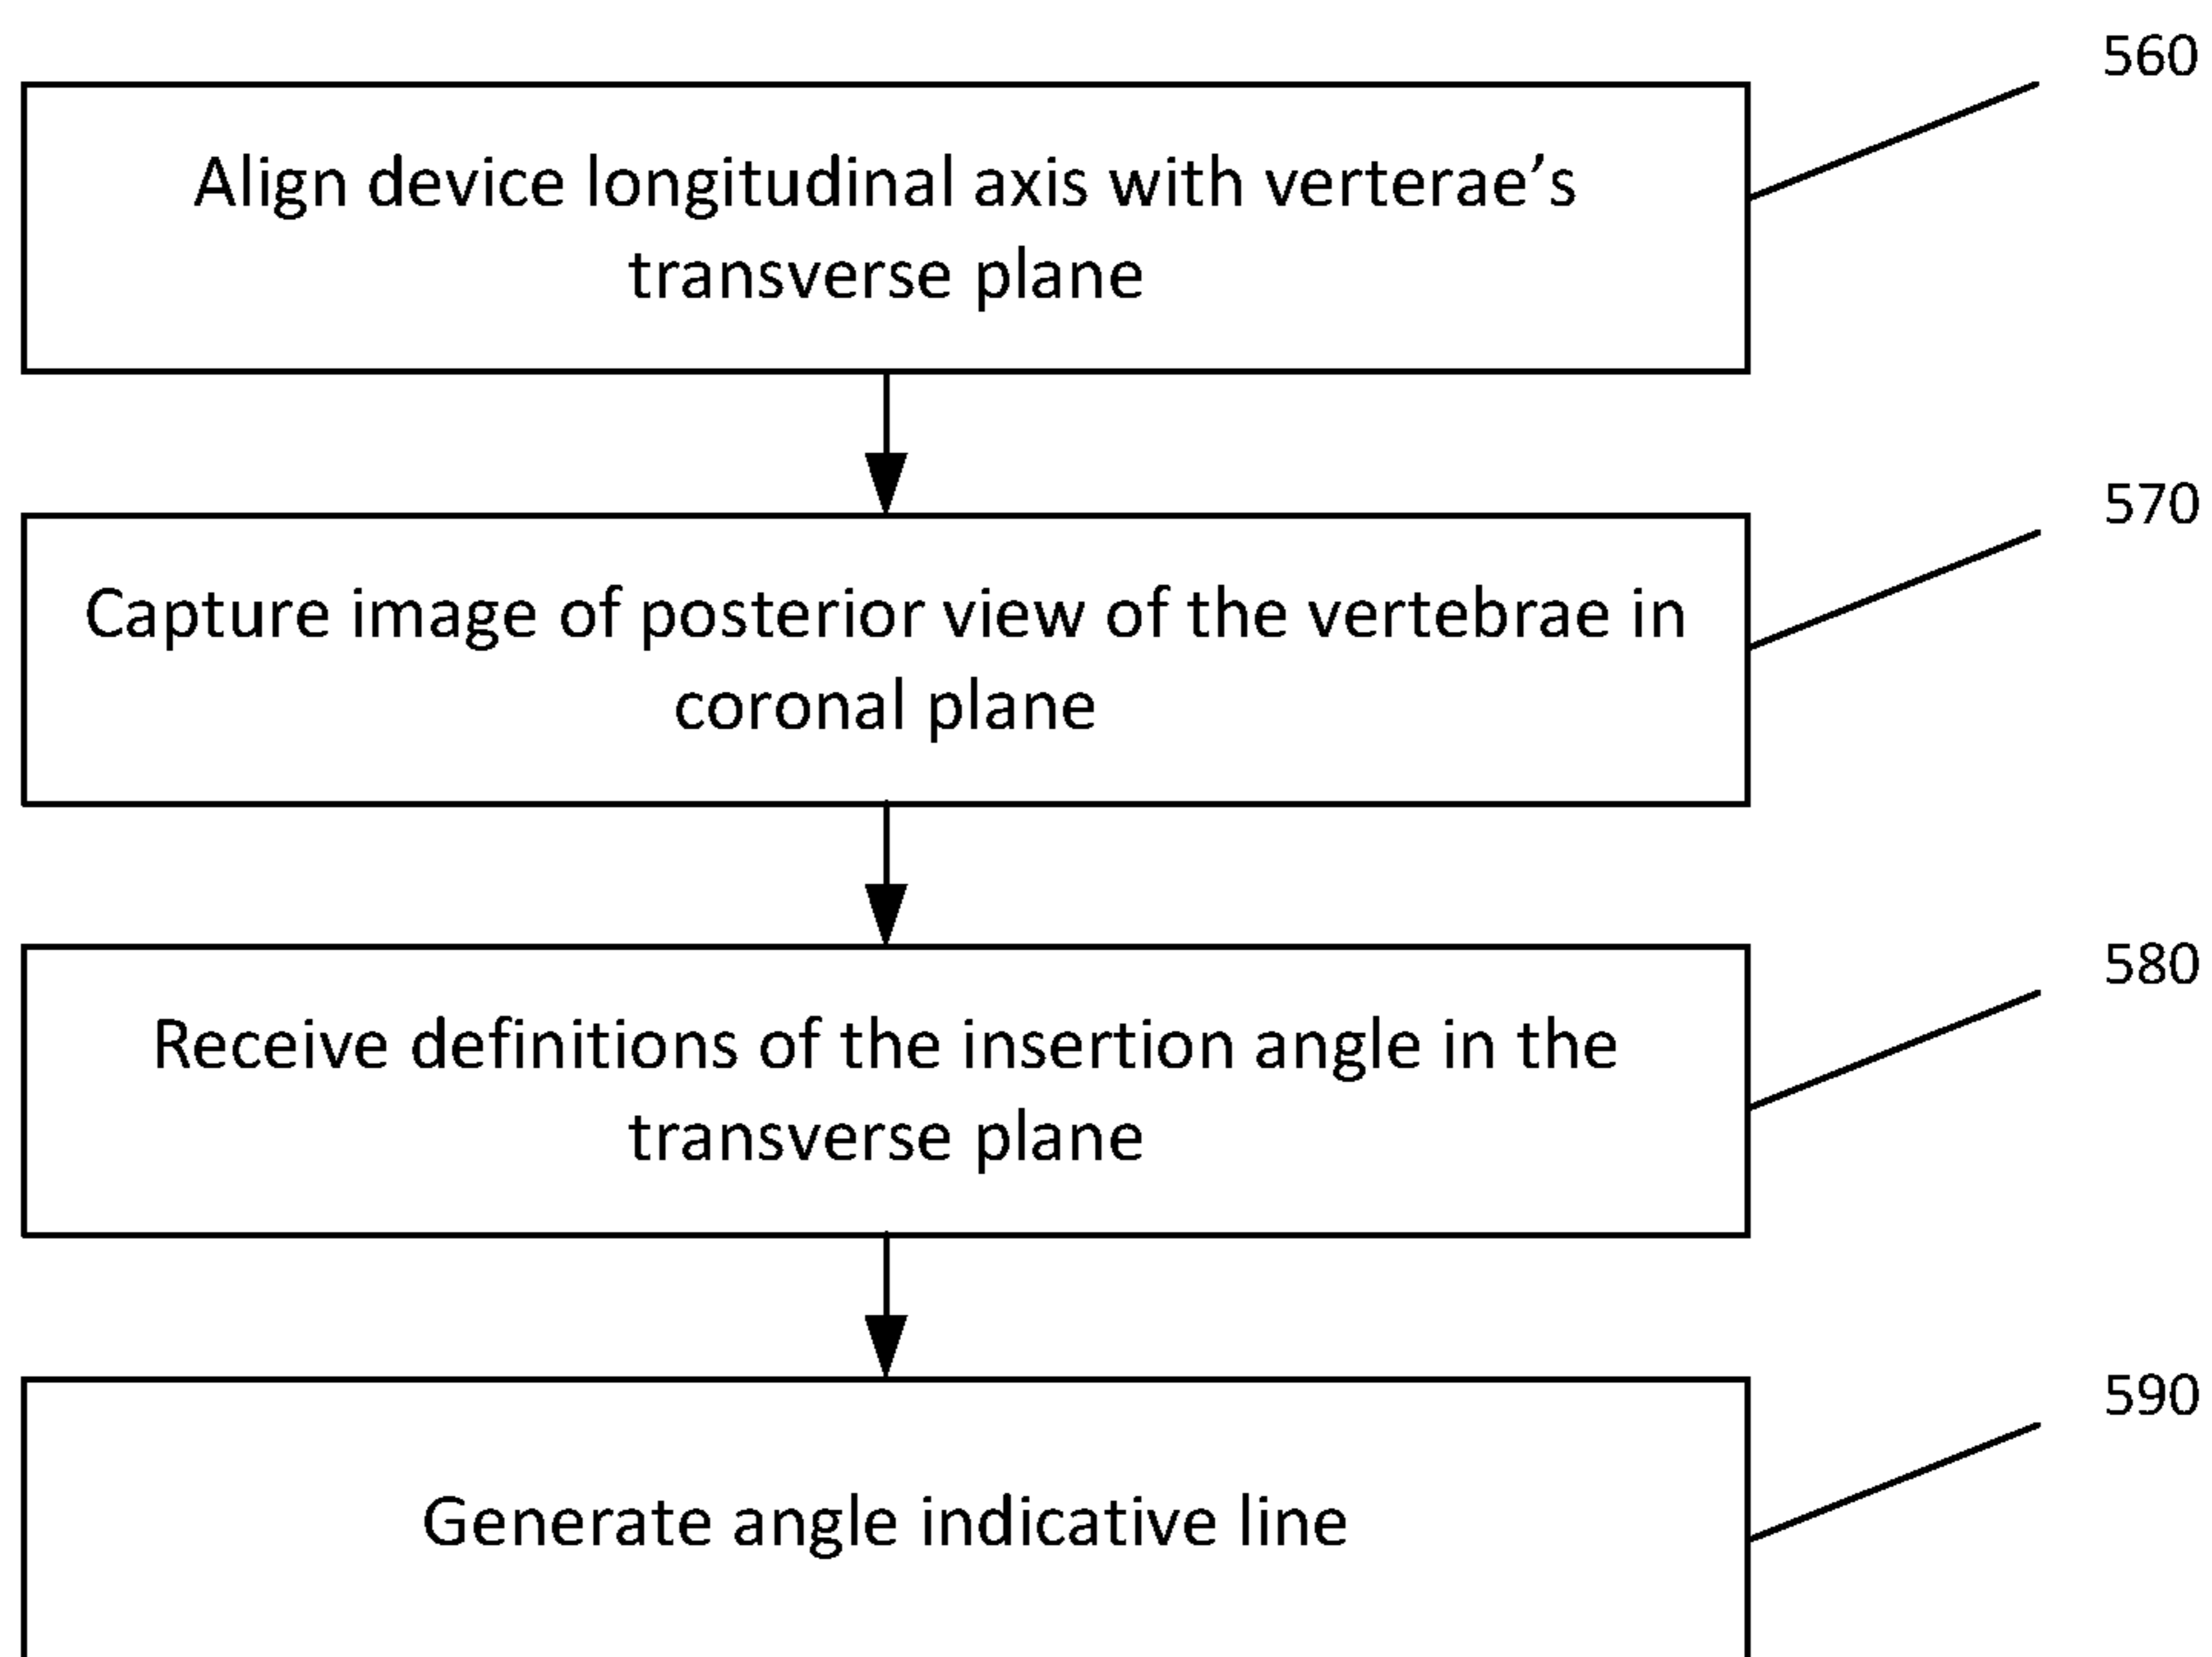 560
Align device longitudinal axis with verterae’s
transverse plane
570
Capture image of posterior view of the vertebrae in
coronal plane
580
Receive definitions of the insertion angle in the
transverse plane
590
Generate angle indicative line